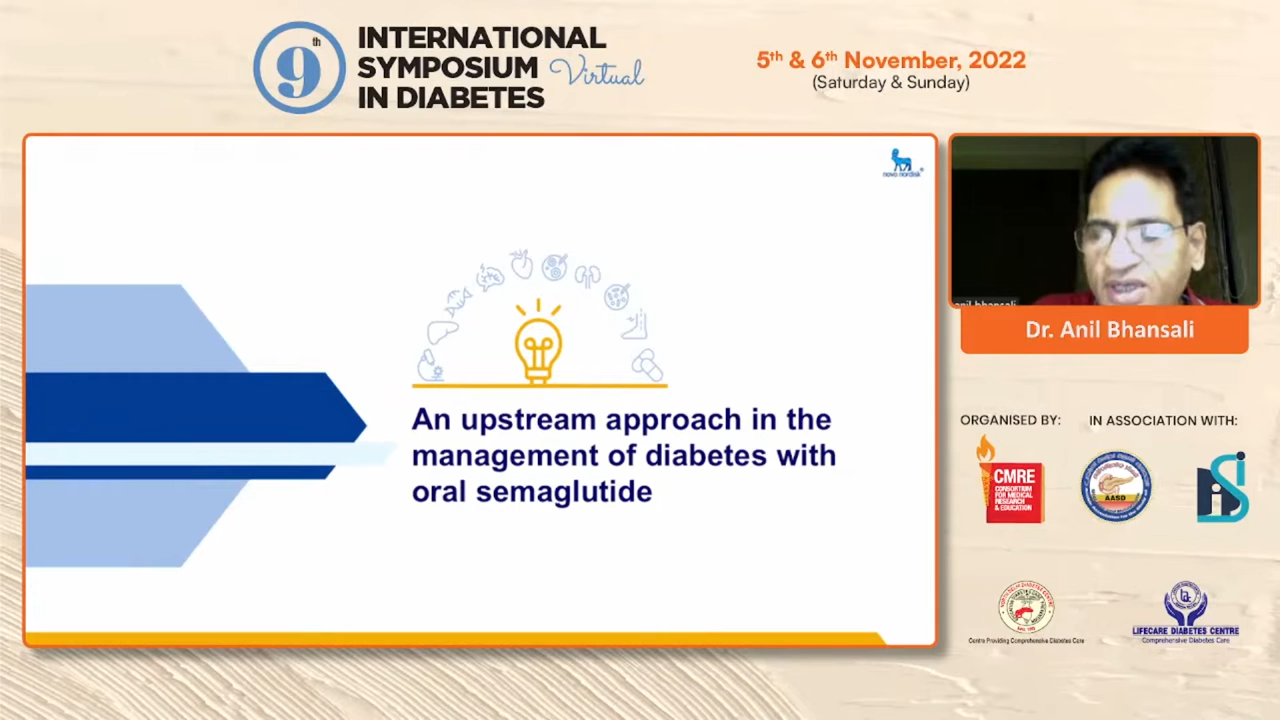 9th
INTERNATIONAL
SYMPOSIUM Virtual
IN DIABETES
5th & 6th November, 2022
(Saturday & Sunday)
novo nordisk®
An upstream approach in the
management of diabetes with
oral semaglutide
anil bhansali
Dr. Anil Bhansali
ORGANISED BY:
IN ASSOCIATION WITH:
CMRE
CONSORTIUM
FOR MEDICAL
RESEARCH
& EDUCATION
AASD
Centre Providing Comprehensive Diabetes Care
LIFECARE DIABETES CENTRE
Comprehensive Diabetes Care